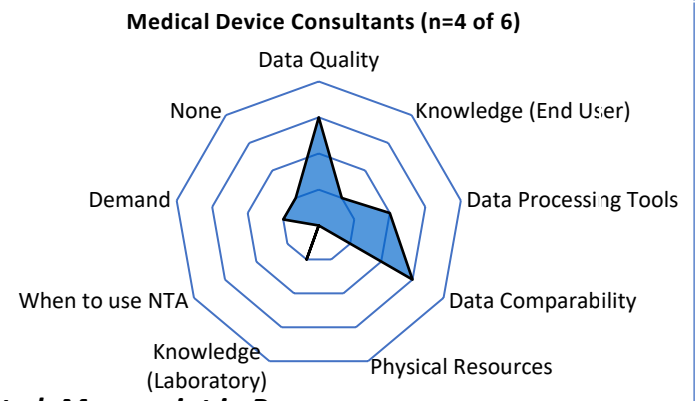 Medical Device Consultants (n=4 of 6)
Data Quality
None
Knowledge (End User)
Demand
Data Processing Tools
When to use NTA
Data Comparability
Knowledge
(Laboratory)
Physical Resources